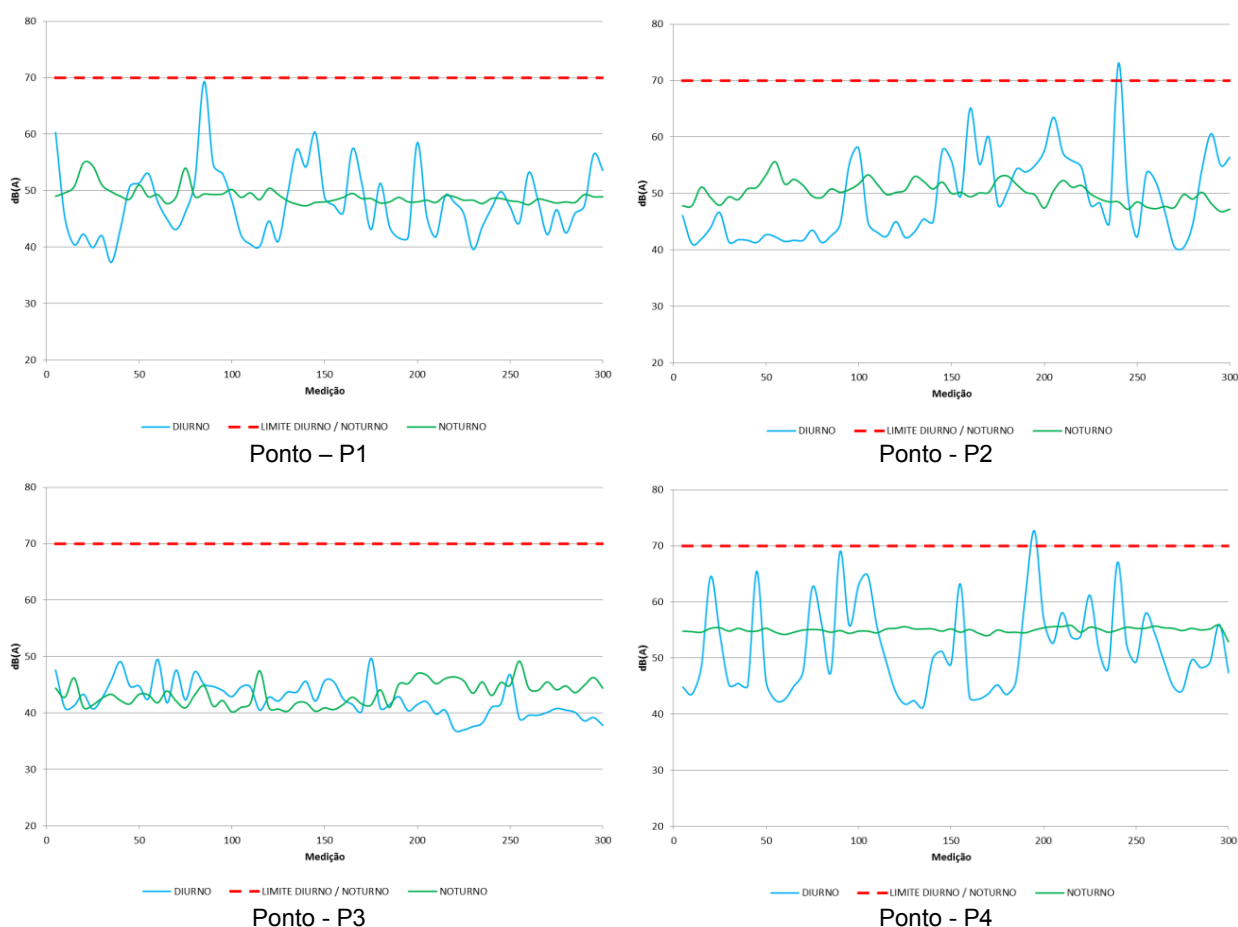 80
70
60
50
40
30
20
dB(A)
0 50 100 150 200 250 300
Medição
DIURNO LIMITE DIURNO / NOTURNO NOTURNO
Ponto – P1
80
70
60
50
40
30
20
dB(A)
0 50 100 150 200 250 300
Medição
DIURNO LIMITE DIURNO / NOTURNO NOTURNO
Ponto - P2
80
70
60
50
40
30
20
dB(A)
0 50 100 150 200 250 300
Medição
DIURNO LIMITE DIURNO / NOTURNO NOTURNO
Ponto - P3
80
70
60
50
40
30
20
dB(A)
0 50 100 150 200 250 300
Medição
DIURNO LIMITE DIURNO / NOTURNO NOTURNO
Ponto - P4